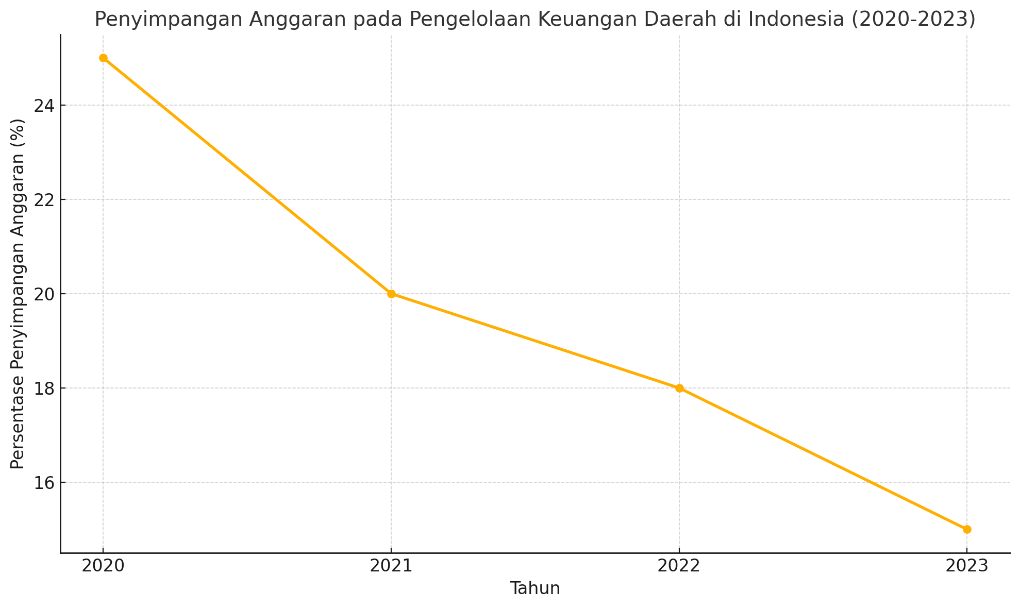 Penyimpangan Anggaran pada Pengelolaan Keuangan Daerah di Indonesia (2020-2023)
Persentase Penyimpangan Anggaran (%)
24
22
20
18
16
2020 2021 2022 2023
Tahun